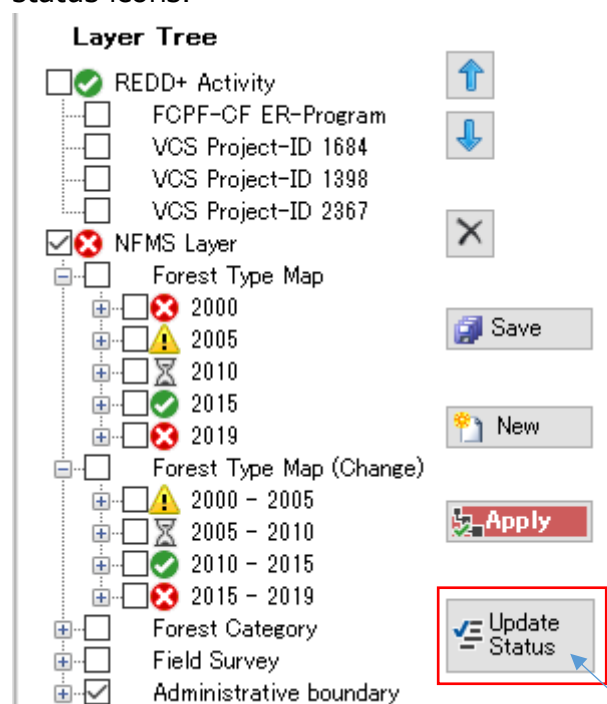 status icons.
Layer Tree
REDD+ Activity
FCPF-CF ER-Program
VCS Project-ID 1684
VCS Project-ID 1398
VCS Project-ID 2367
NFMS Layer
Forest Type Map
2000
2005
2010
2015
2019
Forest Type Map (Change)
2000 - 2005
2005 - 2010
2010 - 2015
2015 - 2019
Forest Category
Field Survey
Administrative boundary
Save
New
Apply
Update
Status